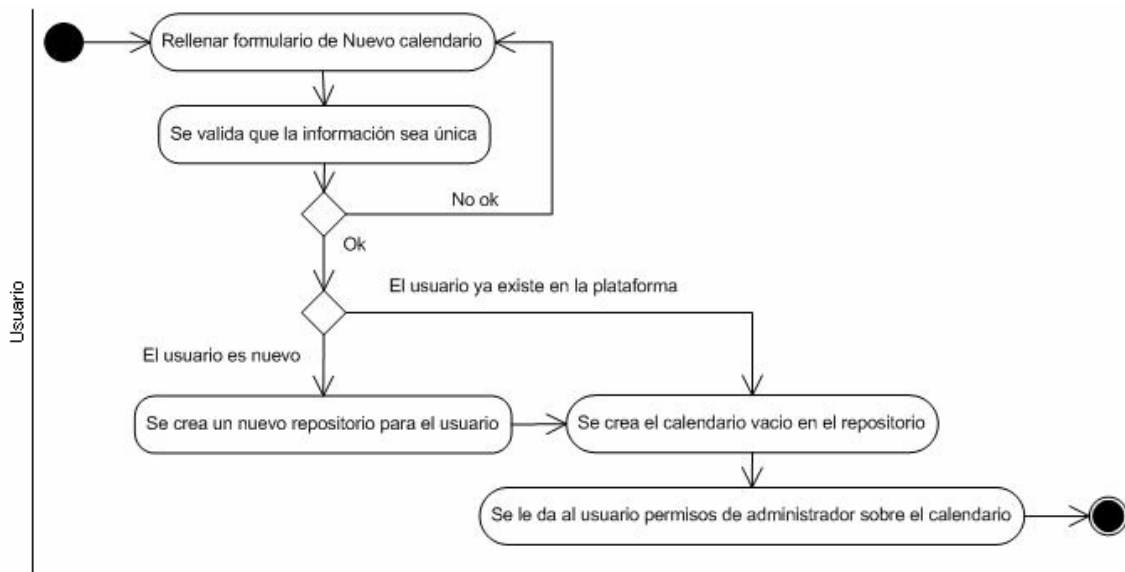 Rellenar formulario de Nuevo calendario
Se valida que la información sea única
No ok
Ok
El usuario ya existe en la plataforma
Usuario
El usuario es nuevo
Se crea un nuevo repositorio para el usuario
Se crea el calendario vacio en el repositorio
Se le da al usuario permisos de administrador sobre el calendario